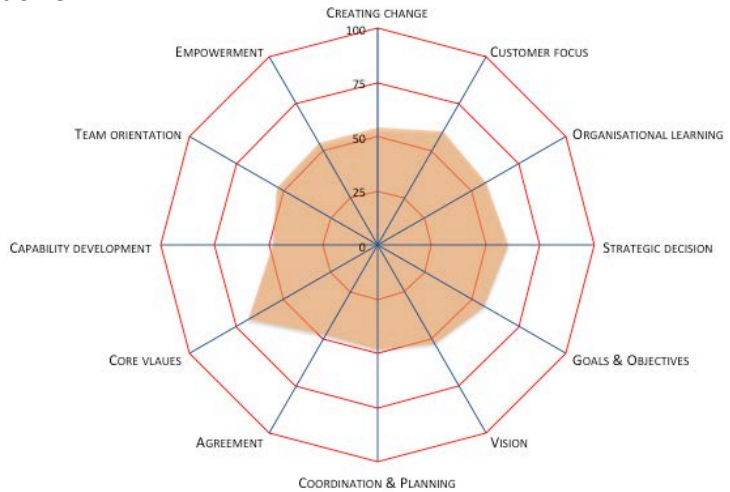 CREATING CHANGE
100
EMPOWERMENT
CUSTOMER FOCUS
75
TEAM ORIENTATION
ORGANISATIONAL LEARNING
50
25
CAPABILITY DEVELOPMENT
0
STRATEGIC DECISION
CORE VLAUES
GOALS & OBJECTIVES
AGREEMENT
VISION
COORDINATION & PLANNING